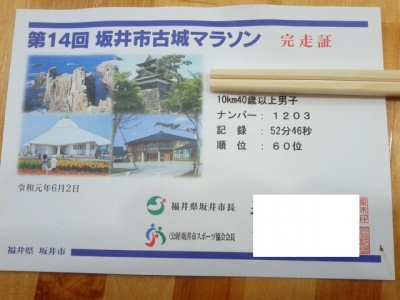 第14回 坂井市古城マラソン 完走証
10km40歳以上男子
ナンバー：１２０３
記　録　：52分46秒
順　位　：６０位
令和元年6月2日
福井県坂井市長
(公財)坂井市スポーツ協会会長
福井県 坂井市